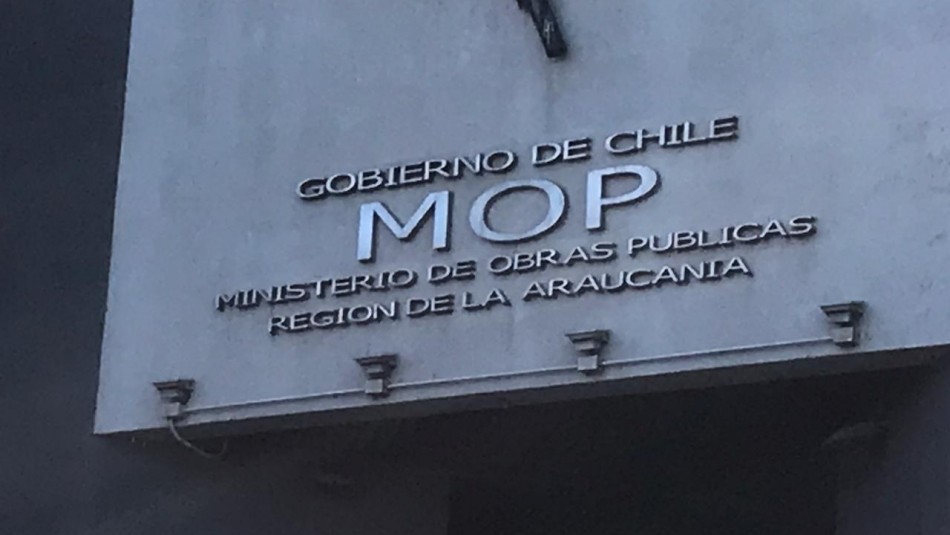 GOBIERNO DE CHILE
MOP
MINISTERIO DE OBRAS PUBLICAS
REGION DE LA ARAUCANIA